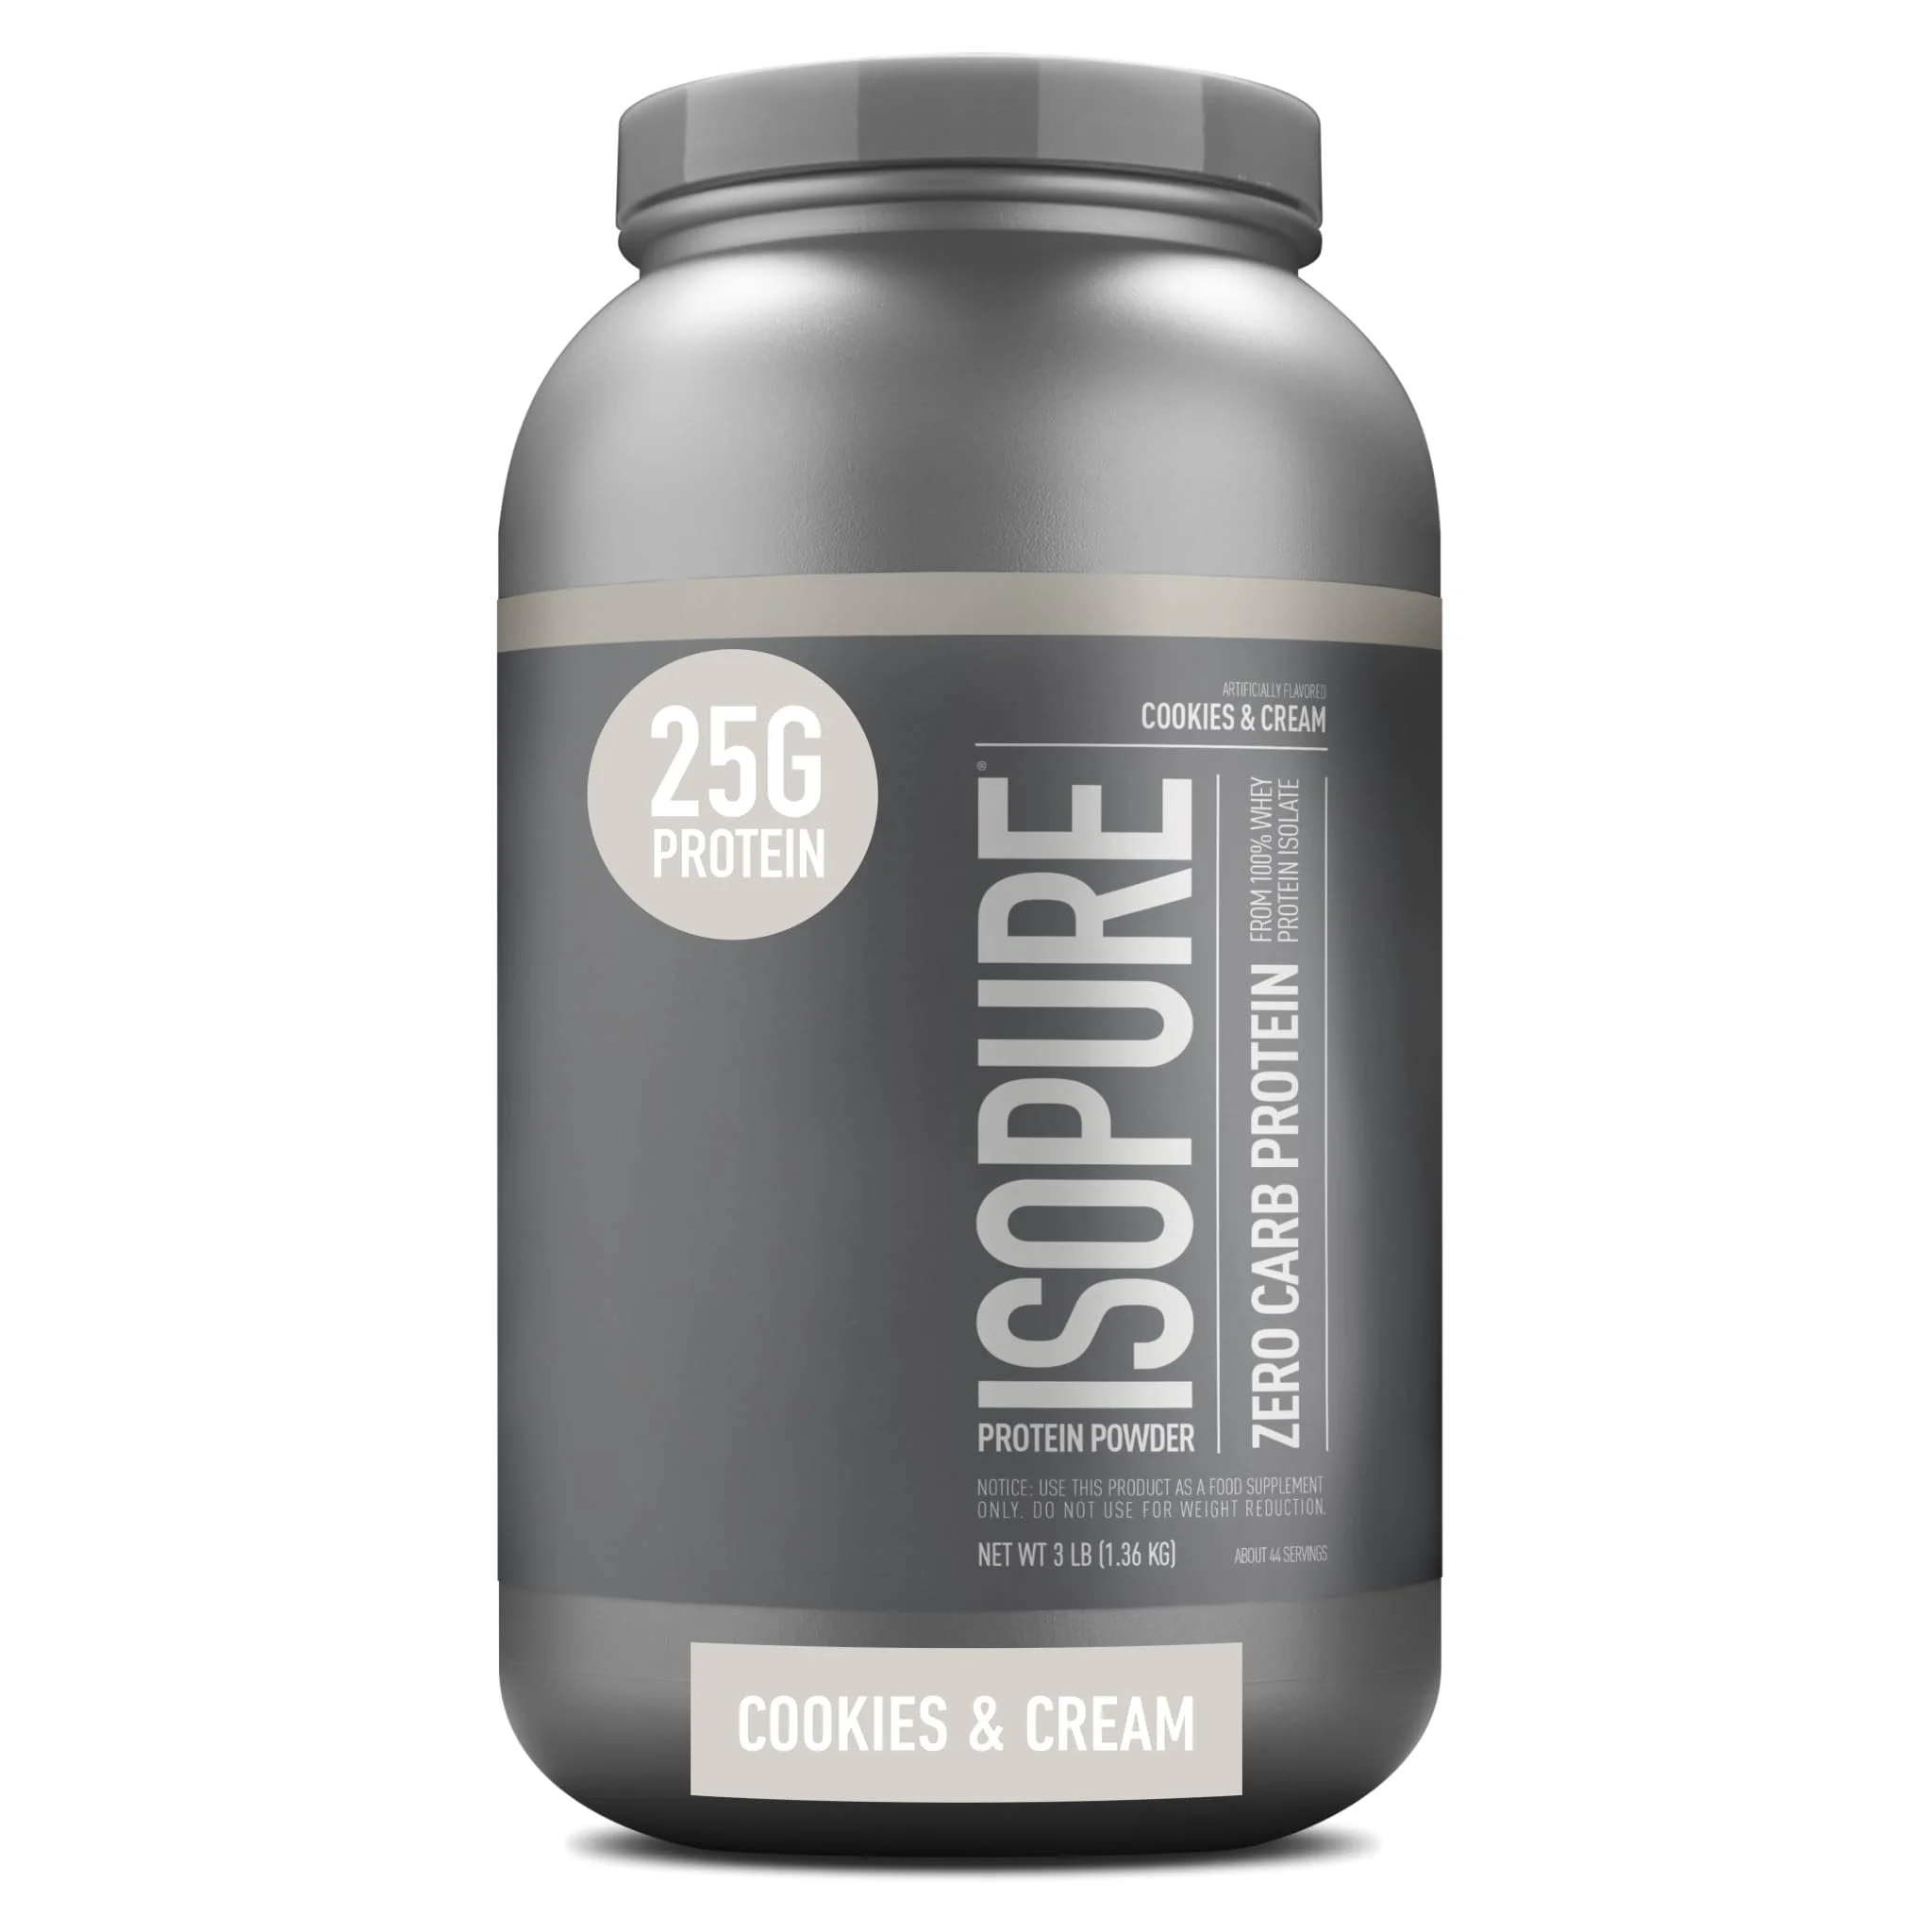 25G
PROTEIN
ARTIFICIALLY FLAVORED
COOKIES & CREAM
ISOPURE®
PROTEIN POWDER
ZERO CARB PROTEIN
FROM 100% WHEY
PROTEIN ISOLATE
NOTICE: USE THIS PRODUCT AS A FOOD SUPPLEMENT
ONLY. DO NOT USE FOR WEIGHT REDUCTION.
NET WT 3 LB (1.36 KG)
ABOUT 44 SERVINGS
COOKIES & CREAM